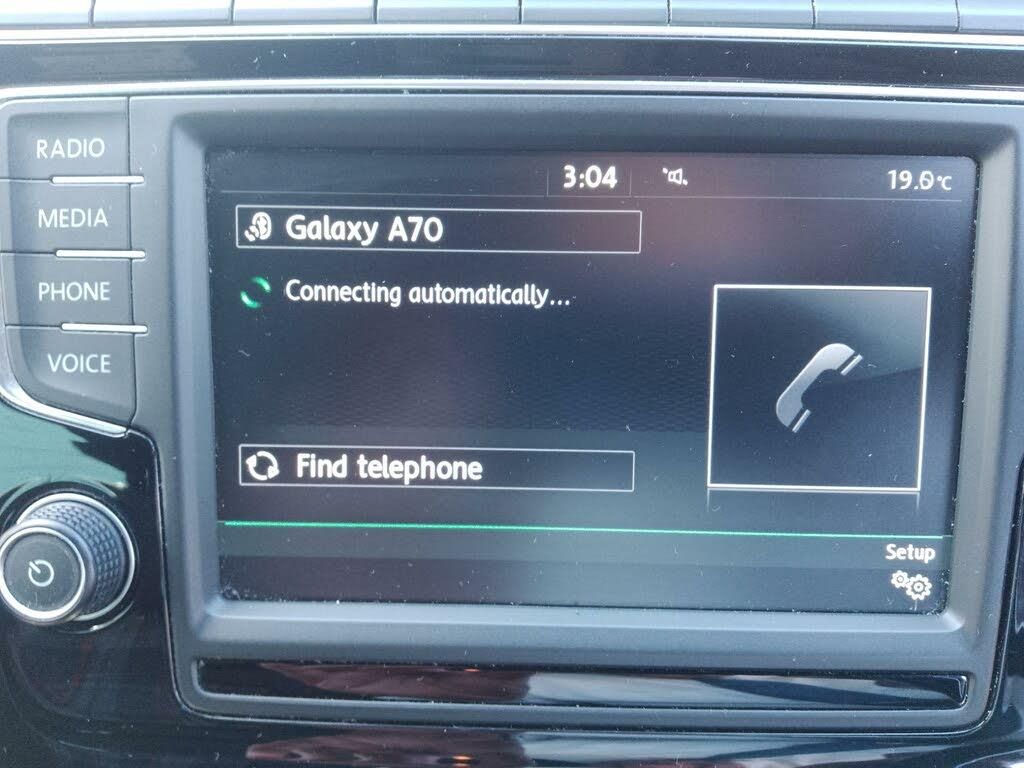 RADIO
MEDIA
PHONE
VOICE
3:04
19.0°C
Galaxy A70
Connecting automatically...
Find telephone
Setup